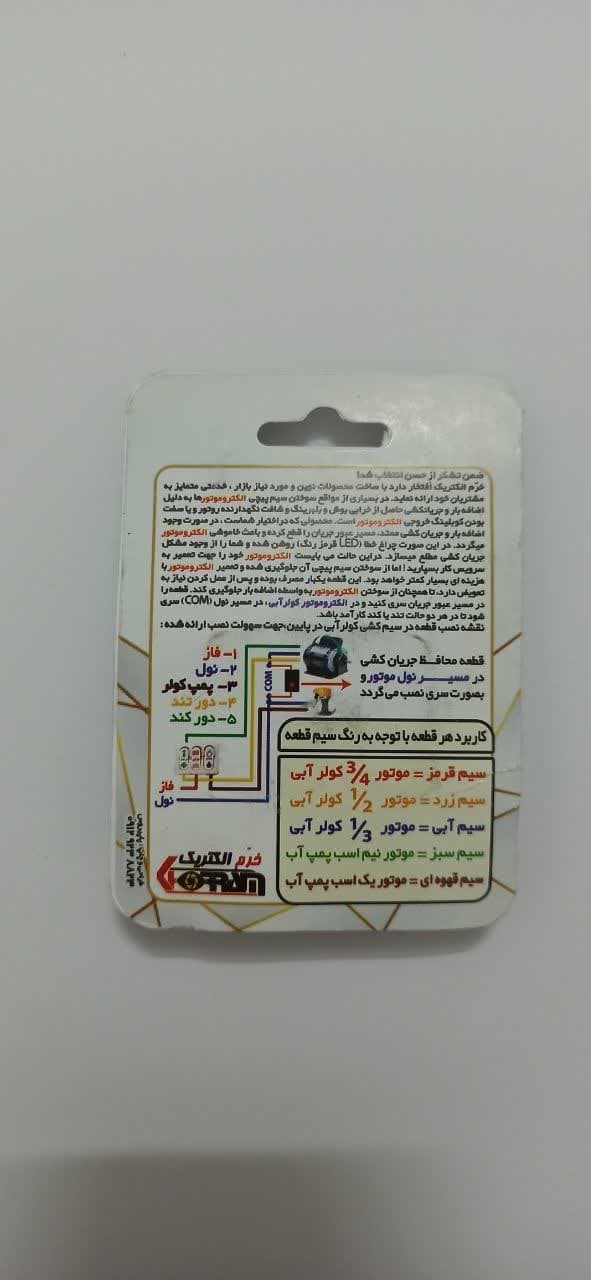 ضمن تشکر از حسن انتخاب شما
خرّم الکتریک افتخار دارد با ساخت محصولات نوین و مورد نیاز بازار ، خدمتی متمایز به
مشتریان خود ارائه نماید. در بسیاری از مواقع سوختن سیم پیچی الکتروموتورها به دلیل
اضافه بار و جریانکشی حاصل از خرابی بوش و بلبرینگ و شافت نگهدارنده روتور و یا سفت
بودن کوبلینگ خروجی الکتروموتور است. محصولی که در اختیار شماست، در صورت وجود
اضافه بار و جریان کشی ممتد، مسیر عبور جریان را قطع کرده و باعث خاموشی الکتروموتور
میگردد. در این صورت چراغ خطا (LED قرمز رنگ) روشن شده و شما را از وجود مشکل
جریان کشی مطلع میسازد. دراین حالت می بایست الکتروموتور خود را جهت تعمیر به
سرویس کار بسپارید ! اما از سوختن سیم پیچی آن جلوگیری شده و تعمیر الکتروموتور با
هزینه ای بسیار کمتر خواهد بود. این قطعه یکبار مصرف بوده و پس از عمل کردن نیاز به
تعویض دارد، تا همچنان از سوختن الکتروموتور به واسطه اضافه بار جلوگیری کند. قطعه را
در مسیر عبور جریان سری کنید و در الکتروموتور کولر آبی ، در مسیر نول (COM) سری
شود تا در هر دو حالت تند یا کند کارآمد باشد.
نقشه نصب قطعه در سیم کشی کولر آبی در پایین، جهت سهولت نصب ارائه شده :
قطعه محافظ جریان کشی
در مسیر نول موتور و
بصورت سری نصب می گردد
۱- فاز
۲- نول
۳- پمپ کولر
۴- دور تند
۵- دور کند
COM
فاز
نول
کاربرد هر قطعه با توجه به رنگ سیم قطعه
سیم قرمز = موتور 3/4 کولر آبی
سیم زرد = موتور 1/2 کولر آبی
سیم آبی = موتور 1/3 کولر آبی
سیم سبز = موتور نیم اسب پمپ آب
سیم قهوه ای = موتور یک اسب پمپ آب
خرّم الکتریک
KHORRAM